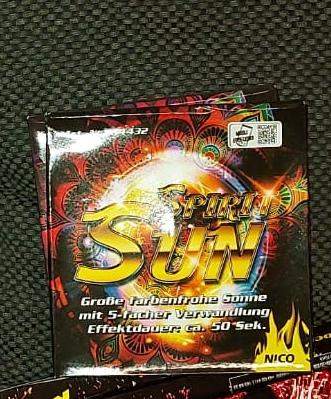 SPIRIT
SUN
Große farbenfrohe Sonne
mit 5-facher Verwandlung
Effektdauer: ca. 50 Sek.
NICO